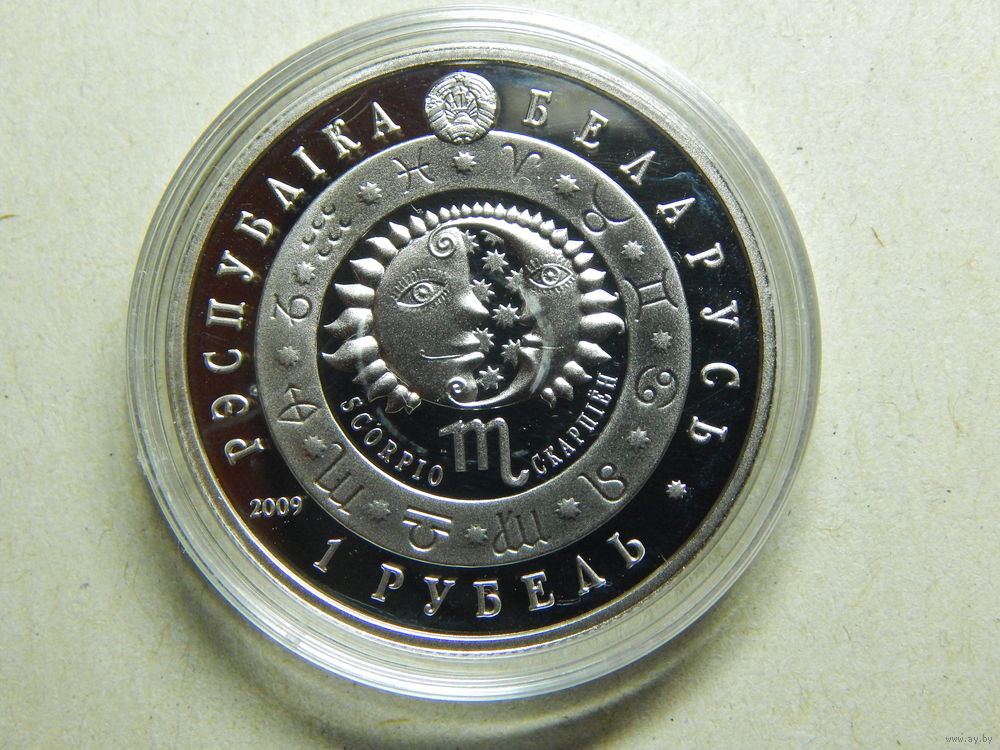 РЭСПУБЛІКА БЕЛАРУСЬ
SCORPIO
СКАРПІЁН
2009
1 РУБЕЛЬ
www.ay.by